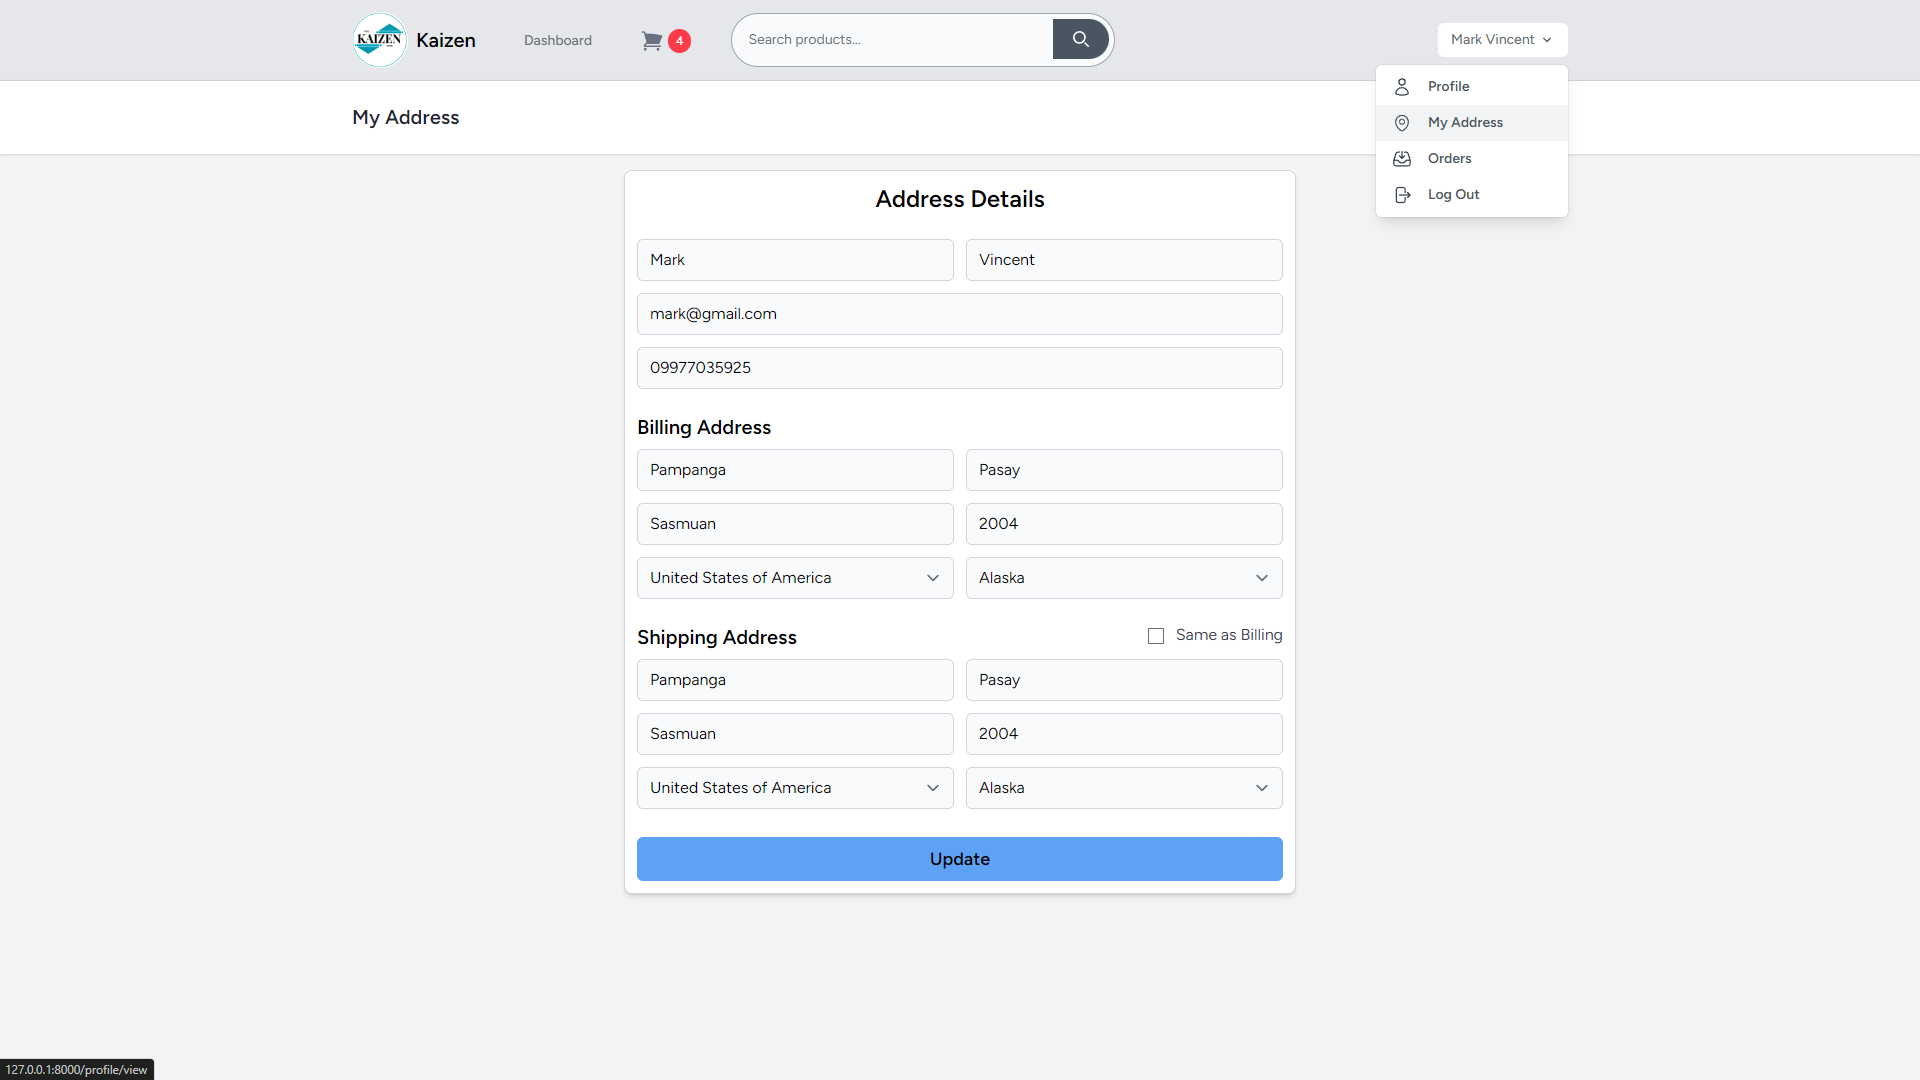 KAIZEN
Kaizen
Dashboard
4
Search products...
Mark Vincent
Profile
My Address
Orders
Log Out
My Address
Address Details
Mark
Vincent
mark@gmail.com
09977035925
Billing Address
Pampanga
Pasay
Sasmuan
2004
United States of America
Alaska
Shipping Address
Same as Billing
Pampanga
Pasay
Sasmuan
2004
United States of America
Alaska
Update
127.0.0.1:8000/profile/view